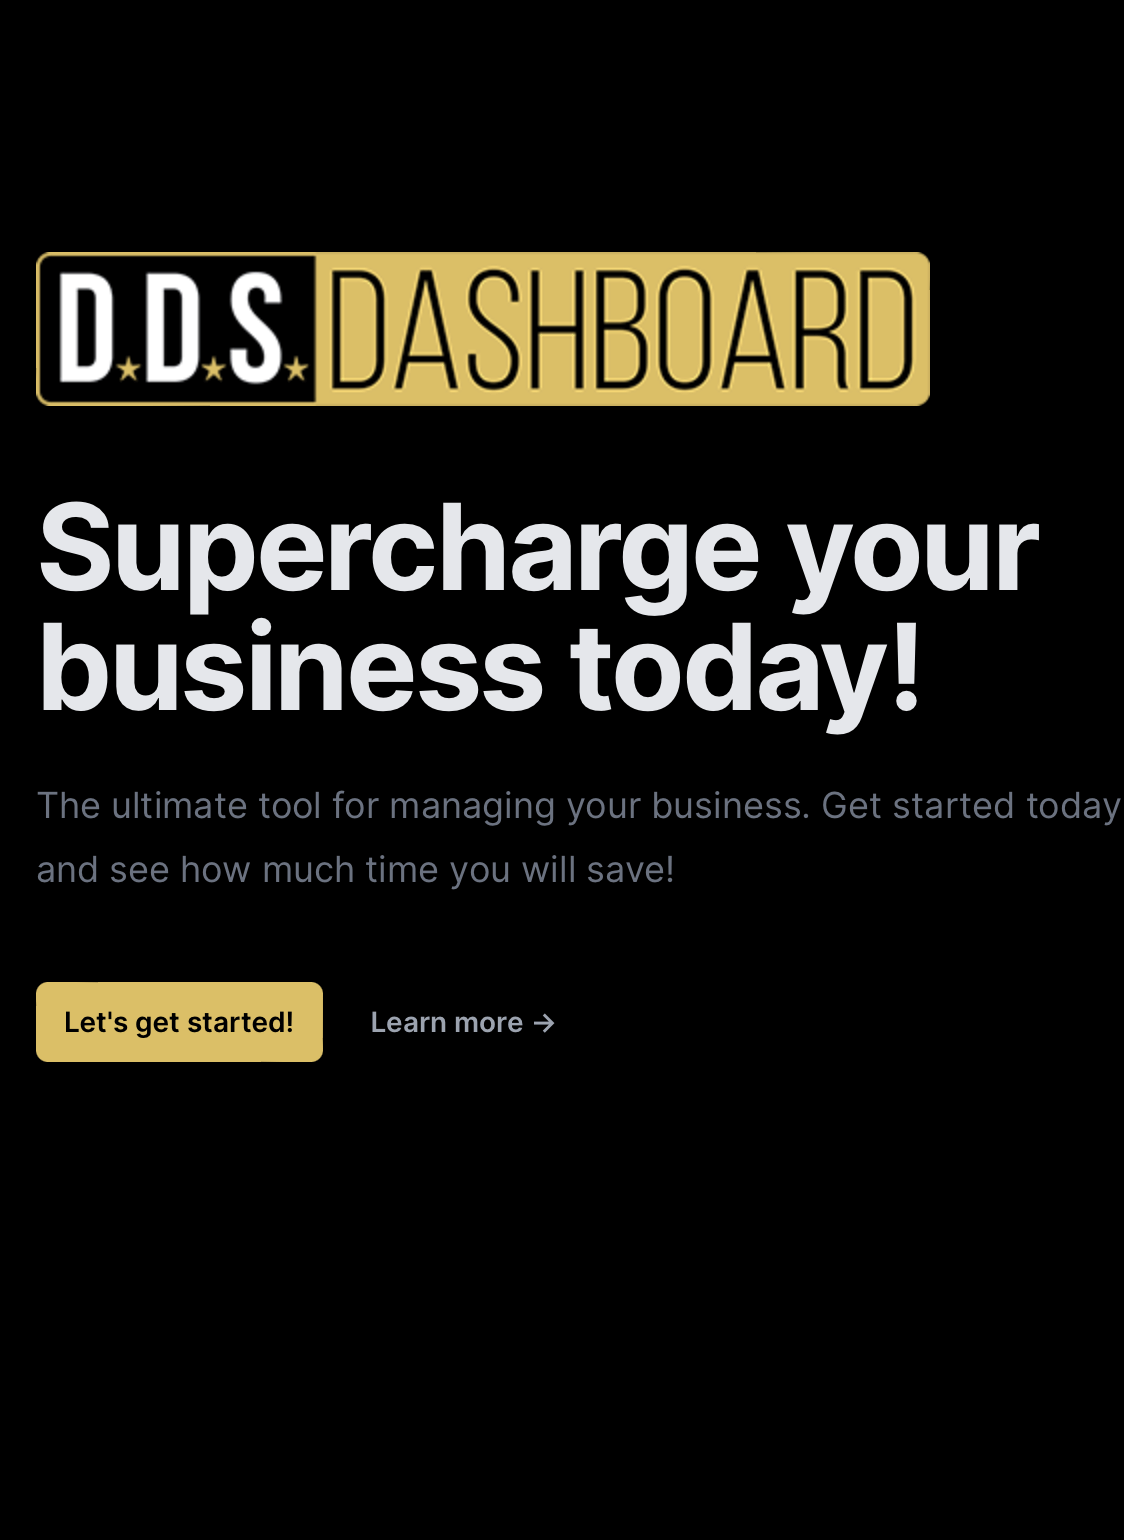 D.D.S. DASHBOARD
Supercharge your
business today!
The ultimate tool for managing your business. Get started today
and see how much time you will save!
Let's get started! Learn more →